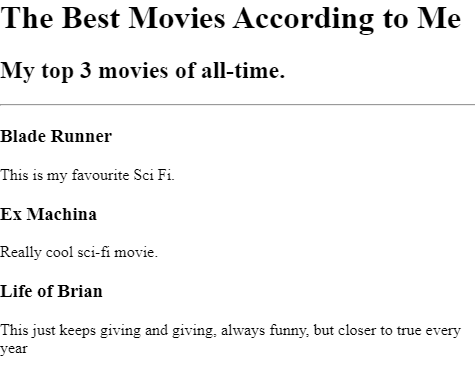 The Best Movies According to Me
My top 3 movies of all-time.
Blade Runner
This is my favourite Sci Fi.
Ex Machina
Really cool sci-fi movie.
Life of Brian
This just keeps giving and giving, always funny, but closer to true every
year